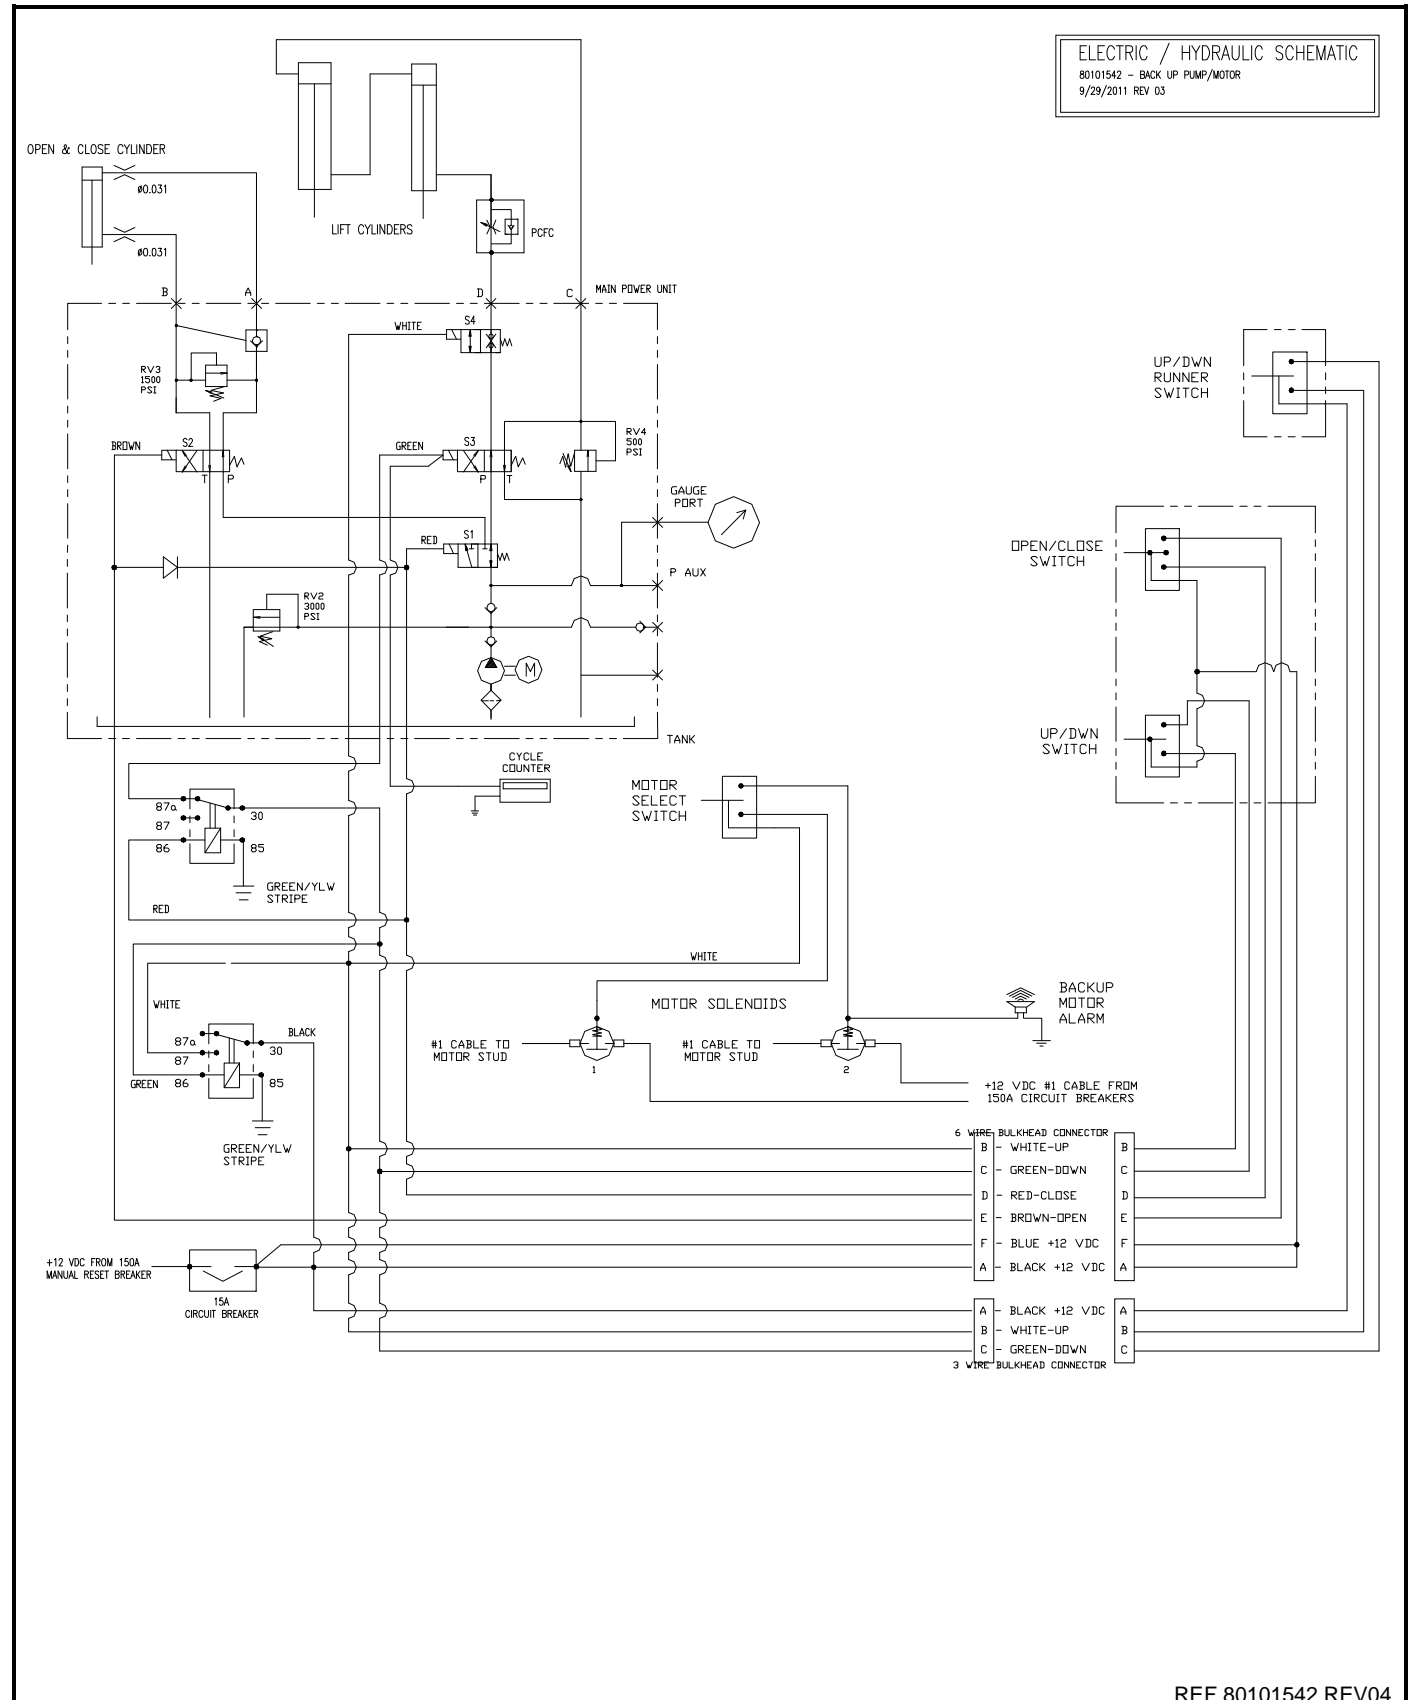 ELECTRIC / HYDRAULIC SCHEMATIC
80101542 - BACK UP PUMP/MOTOR
9/29/2011 REV 03
OPEN & CLOSE CYLINDER
ø0.031
ø0.031
LIFT CYLINDERS
PCFC
B
A
D
C
MAIN POWER UNIT
WHITE
S4
RV3
1500
PSI
UP/DWN
RUNNER
SWITCH
BROWN
S2
T
P
GREEN
S3
P
T
RV4
500
PSI
GAUGE
PORT
RED
S1
P AUX
OPEN/CLOSE
SWITCH
RV2
3000
PSI
M
TANK
UP/DWN
SWITCH
CYCLE
COUNTER
MOTOR
SELECT
SWITCH
87a
87
86
30
85
GREEN/YLW
STRIPE
RED
WHITE
WHITE
87a
87
86
BLACK
30
85
GREEN
GREEN/YLW
STRIPE
MOTOR SOLENOIDS
BACKUP
MOTOR
ALARM
#1 CABLE TO
MOTOR STUD
1
#1 CABLE TO
MOTOR STUD
2
+12 VDC #1 CABLE FROM
150A CIRCUIT BREAKERS
6 WIRE BULKHEAD CONNECTOR
B - WHITE-UP B
C - GREEN-DOWN C
D - RED-CLOSE D
E - BROWN-OPEN E
F - BLUE +12 VDC F
A - BLACK +12 VDC A
+12 VDC FROM 150A
MANUAL RESET BREAKER
15A
CIRCUIT BREAKER
A - BLACK +12 VDC A
B - WHITE-UP B
C - GREEN-DOWN C
3 WIRE BULKHEAD CONNECTOR
REF 80101542 REV04